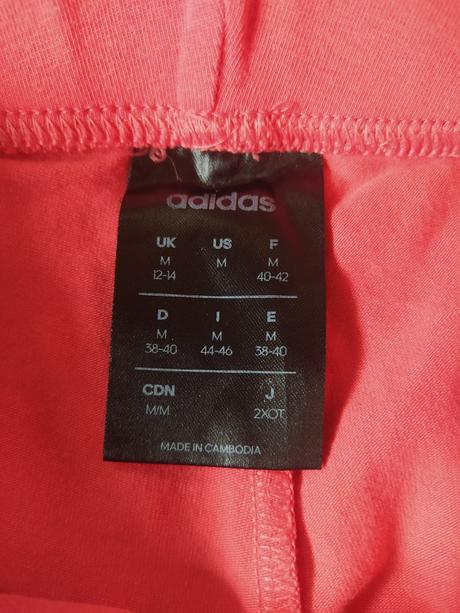 adidas
UK US F
M M M
12-14 40-42
D I E
M M M
38-40 44-46 38-40
CDN J
M/M 2XOT
MADE IN CAMBODIA